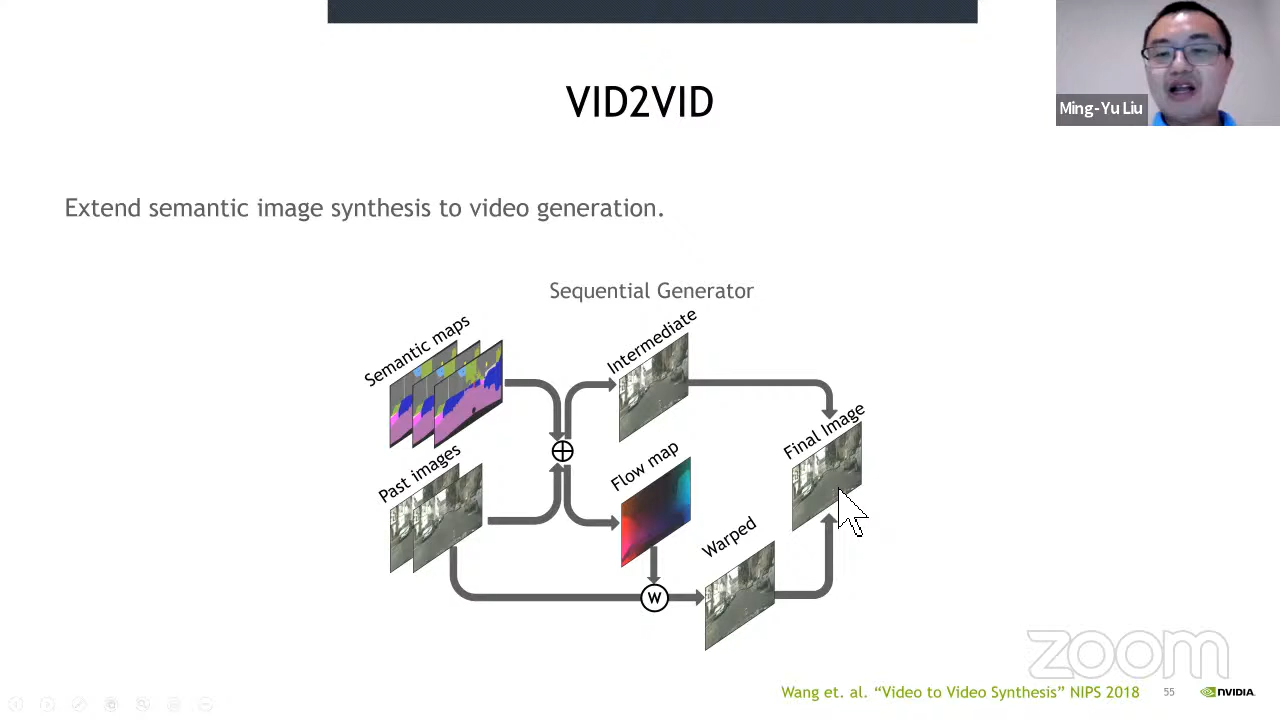 VID2VID
Ming-Yu Liu
Extend semantic image synthesis to video generation.
Sequential Generator
Semantic maps
Intermediate
Past images
Flow map
Final Image
Warped
W
zoom
Wang et. al. “Video to Video Synthesis” NIPS 2018
55
NVIDIA.